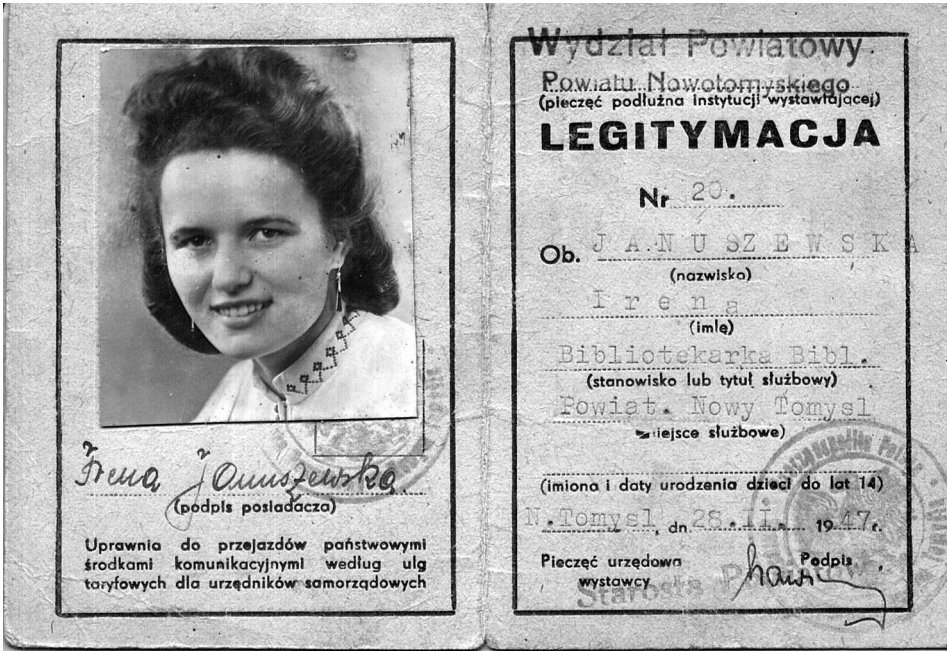 Irena Januszewska
(podpis posiadacza)
Uprawnia do przejazdów państwowymi
środkami komunikacyjnymi według ulg
taryfowych dla urzędników samorządowych
Wydział Powiatowy
Powiatu Nowotomyskiego
(pieczęć podłużna instytucji wystawiającej)
LEGITYMACJA
Nr 20.
Ob. JANUSZEWSKA
(nazwisko)
Irena
(imię)
Bibliotekarka Bibl.
(stanowisko lub tytuł służbowy)
Powiat. Nowy Tomysl
miejsce służbowe)
(imiona i daty urodzenia dzieci do lat 14)
N.Tomysl, dn. 28.II. 1947r.
Pieczęć urzędowa Podpis
wystawcy
Starosta